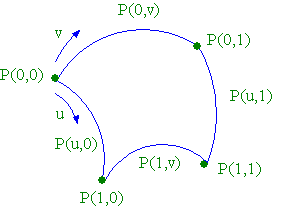 P(0,v)
v
P(0,1)
P(0,0)
P(u,1)
u
P(u,0)
P(1,v)
P(1,1)
P(1,0)